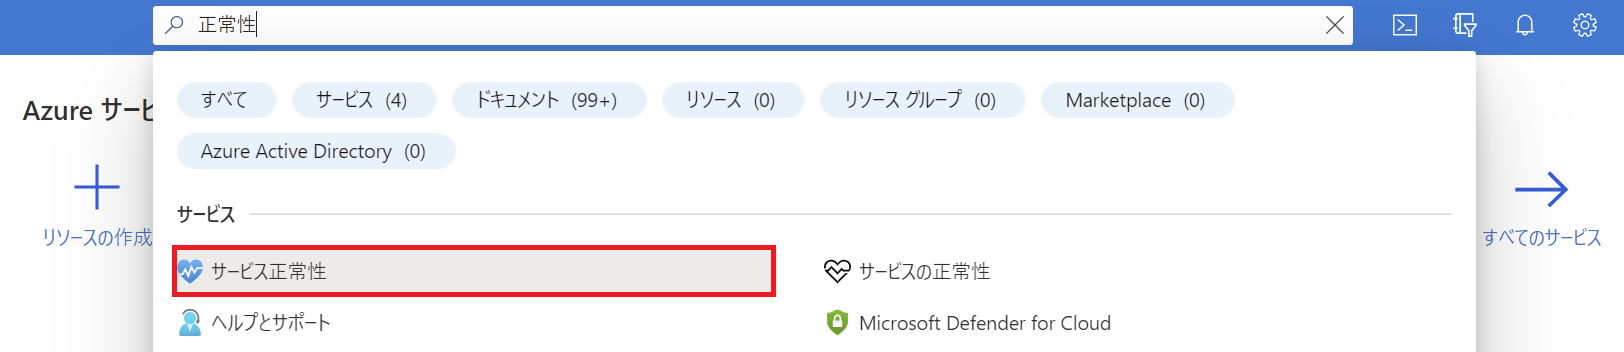 正常性
すべて サービス (4) ドキュメント (99+) リソース (0) リソース グループ (0) Marketplace (0)
Azure Active Directory (0)
Azure サービ
リソースの作成
サービス
サービス正常性 サービスの正常性
ヘルプとサポート Microsoft Defender for Cloud
すべてのサービス